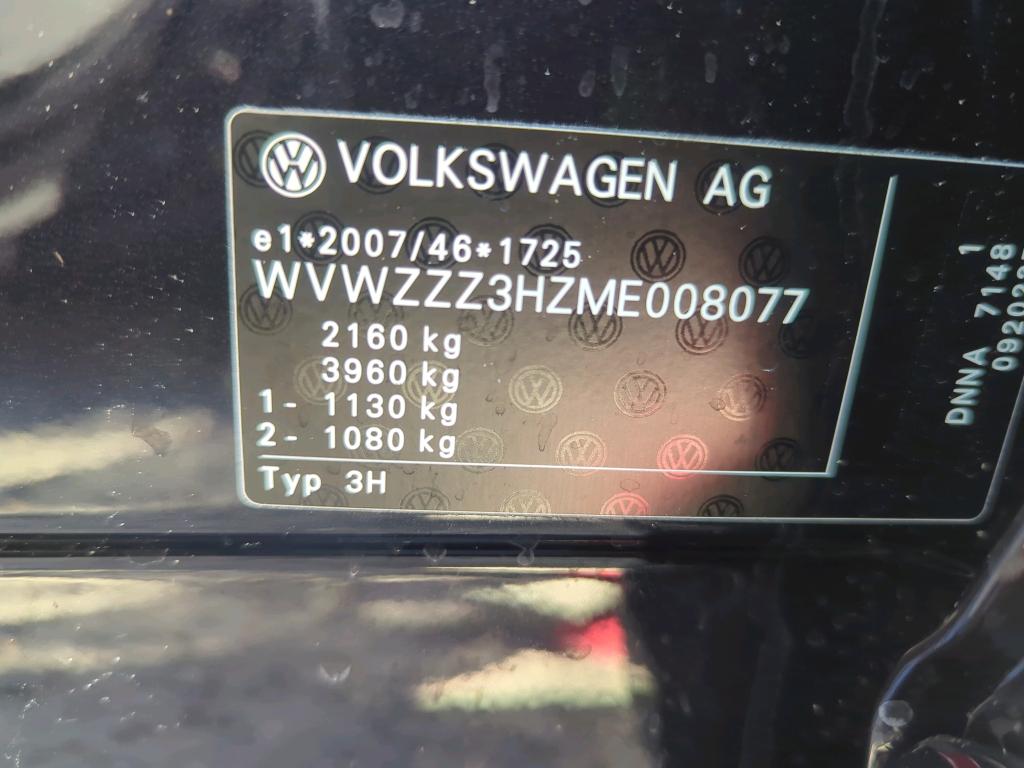 VOLKSWAGEN AG
e1*2007/46*1725
WVWZZZ3HZME008077
2160 kg
3960 kg
1- 1130 kg
2- 1080 kg
Typ 3H
1
DNNA 7148